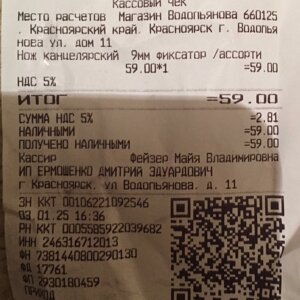 Кассовый чек
Место расчетов Магазин Водопьянова 660125
, Красноярский край, Красноярск г, Водопья
нова ул, дом 11
Нож канцелярский 9мм фиксатор /ассорти
59.00*1 =59.00
НДС 5%
ИТОГ =59.00
СУММА НДС 5% =2.81
НАЛИЧНЫМИ =59.00
ПОЛУЧЕНО НАЛИЧНЫМИ =59.00
Кассир Фейзер Майя Владимировна
ИП ЕРМОШЕНКО ДМИТРИЙ ЭДУАРДОВИЧ
г Красноярск, ул Водопьянова, д. 11
ЗН ККТ 00106221092546
03.01.25 16:36
РН ККТ 0005585922039682
ИНН 246316712013
ФН 7381440800290130
ФД 17761
ФП 2930180459
ПРИХОД